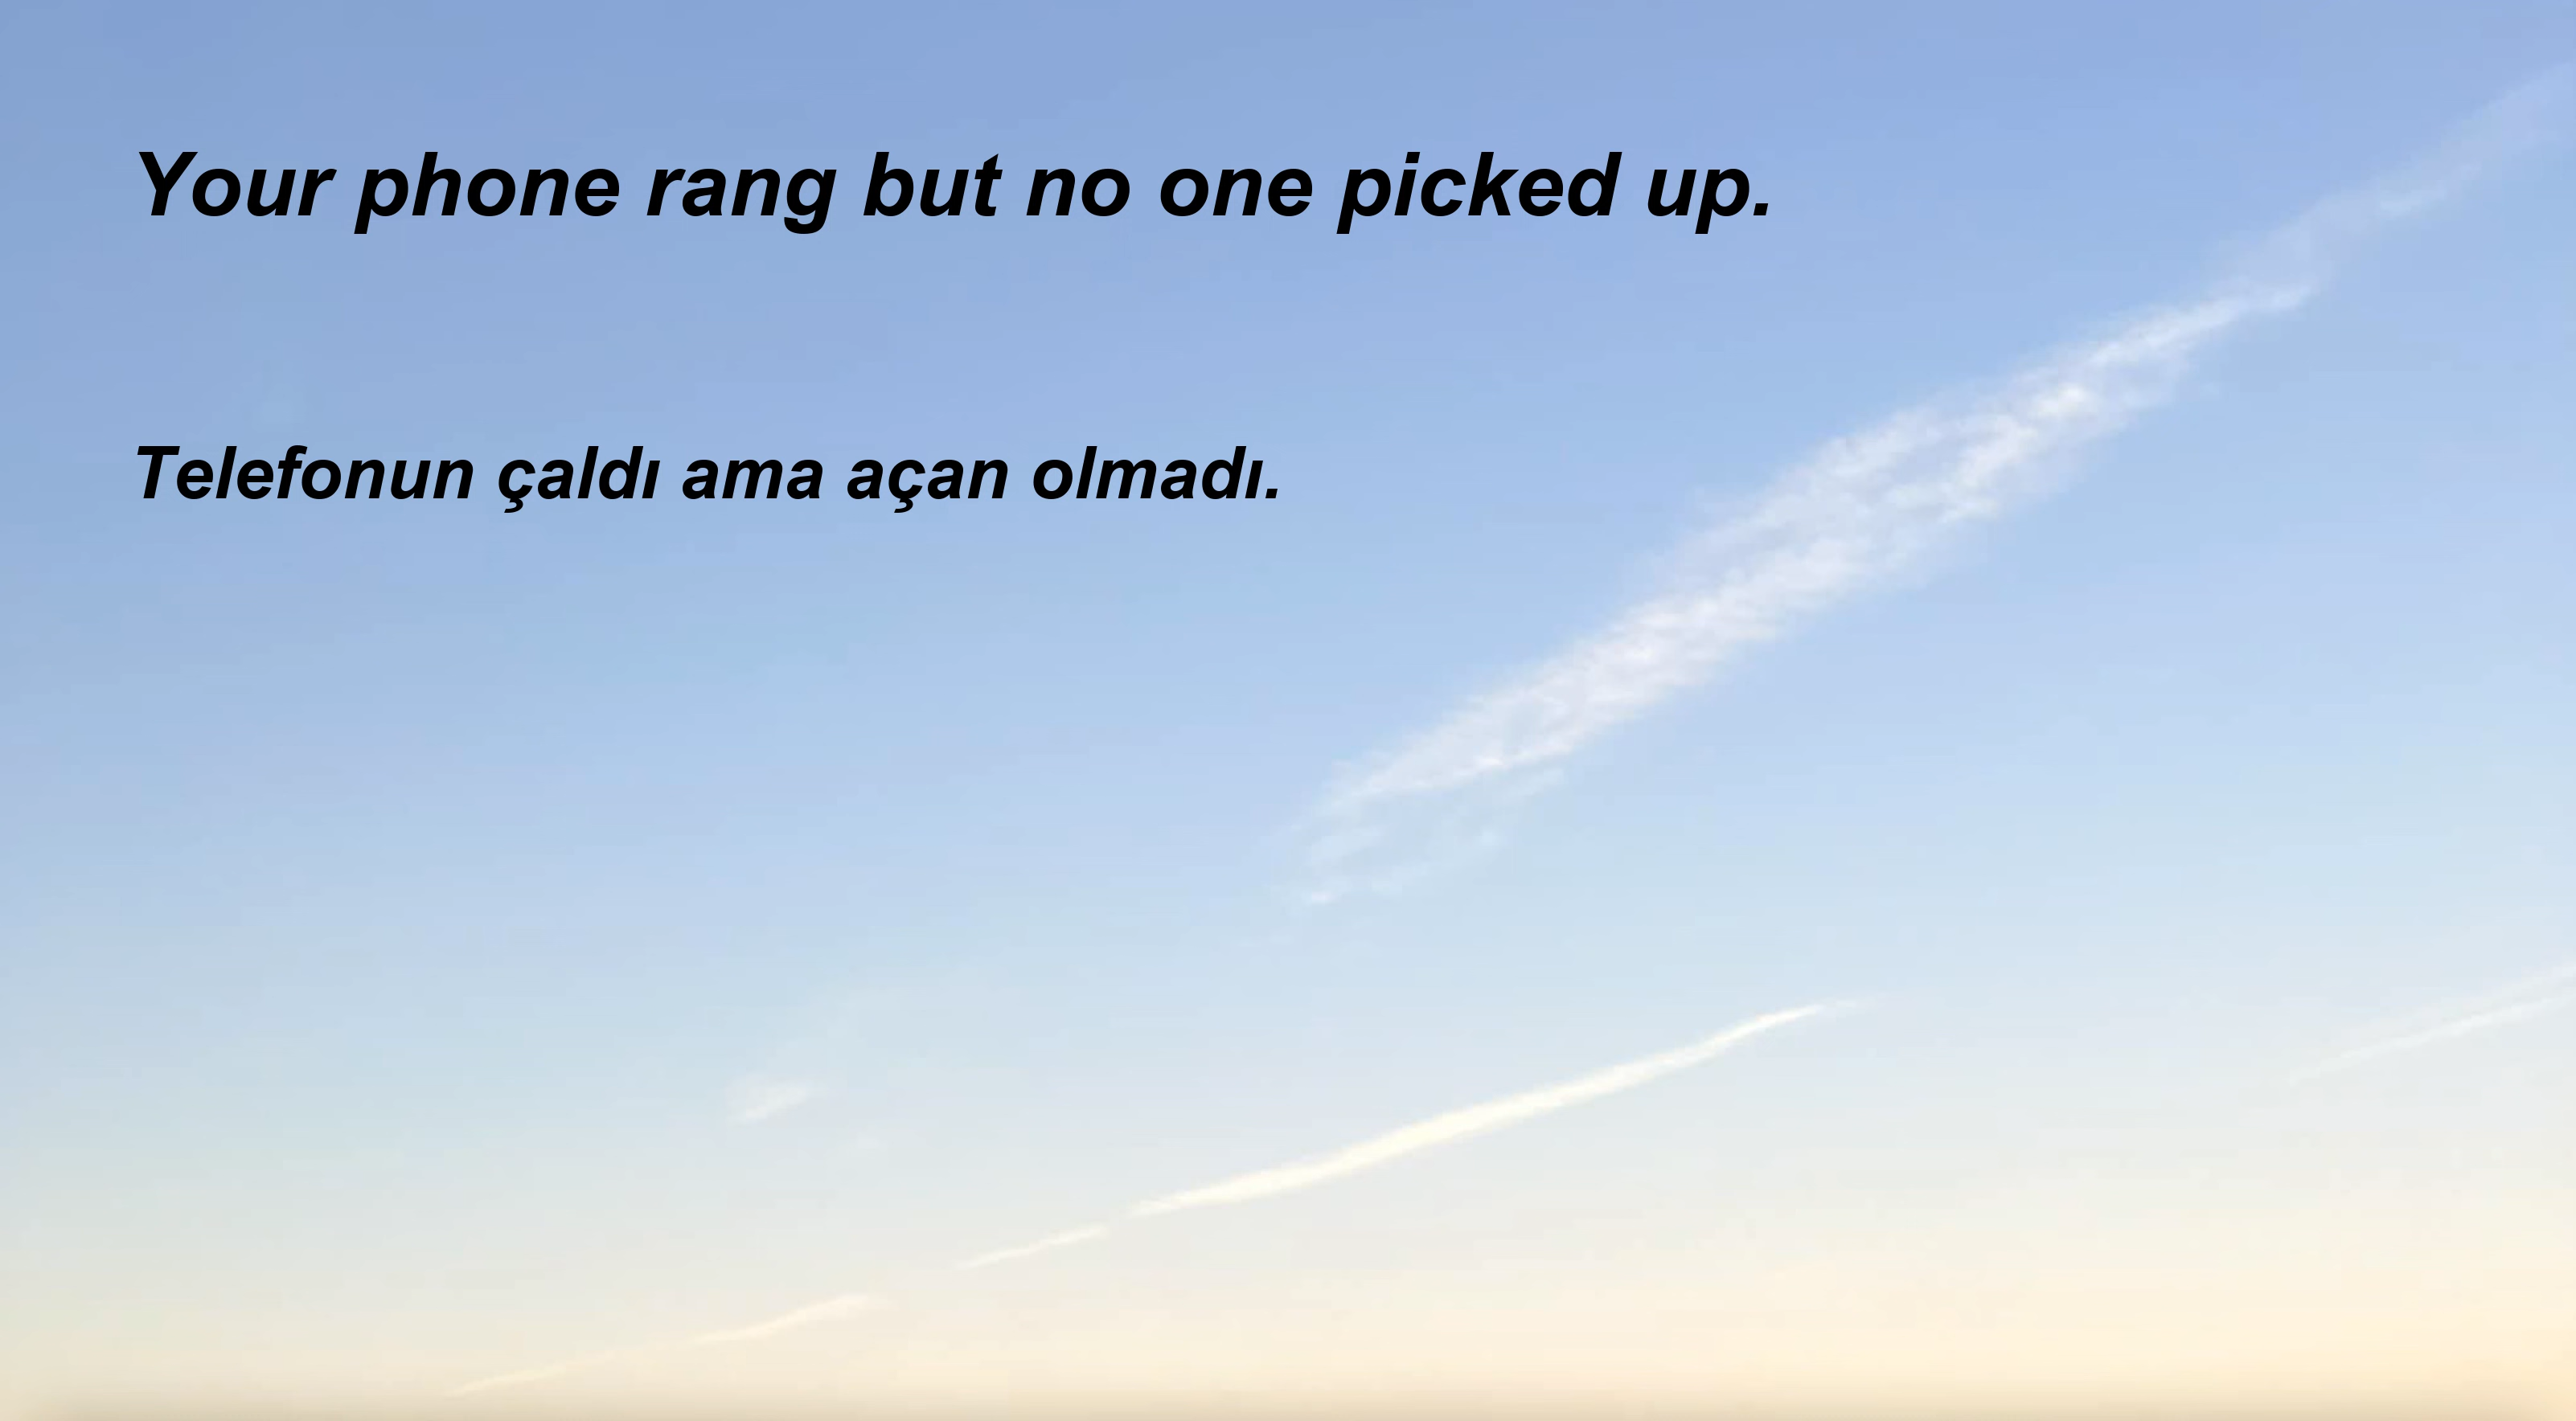 Your phone rang but no one picked up.
Telefonun çaldı ama açan olmadı.